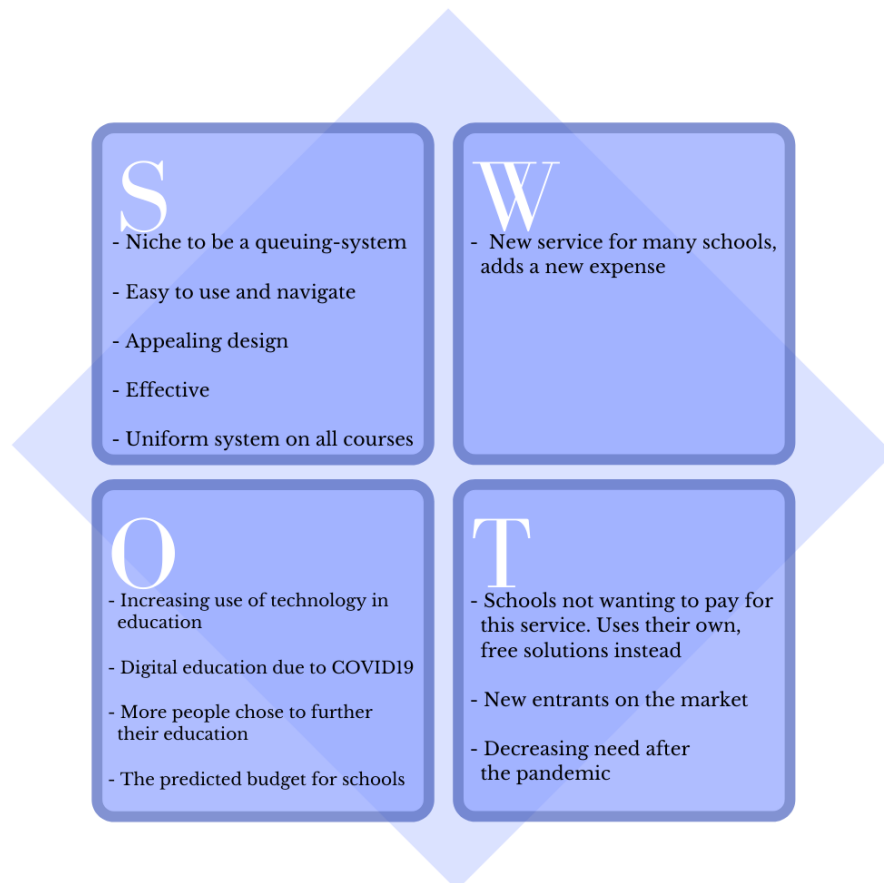 S
- Niche to be a queuing-system
- Easy to use and navigate
- Appealing design
- Effective
- Uniform system on all courses
W
- New service for many schools,
adds a new expense
O
- Increasing use of technology in
education
- Digital education due to COVID19
- More people chose to further
their education
- The predicted budget for schools
T
- Schools not wanting to pay for
this service. Uses their own,
free solutions instead
- New entrants on the market
- Decreasing need after
the pandemic